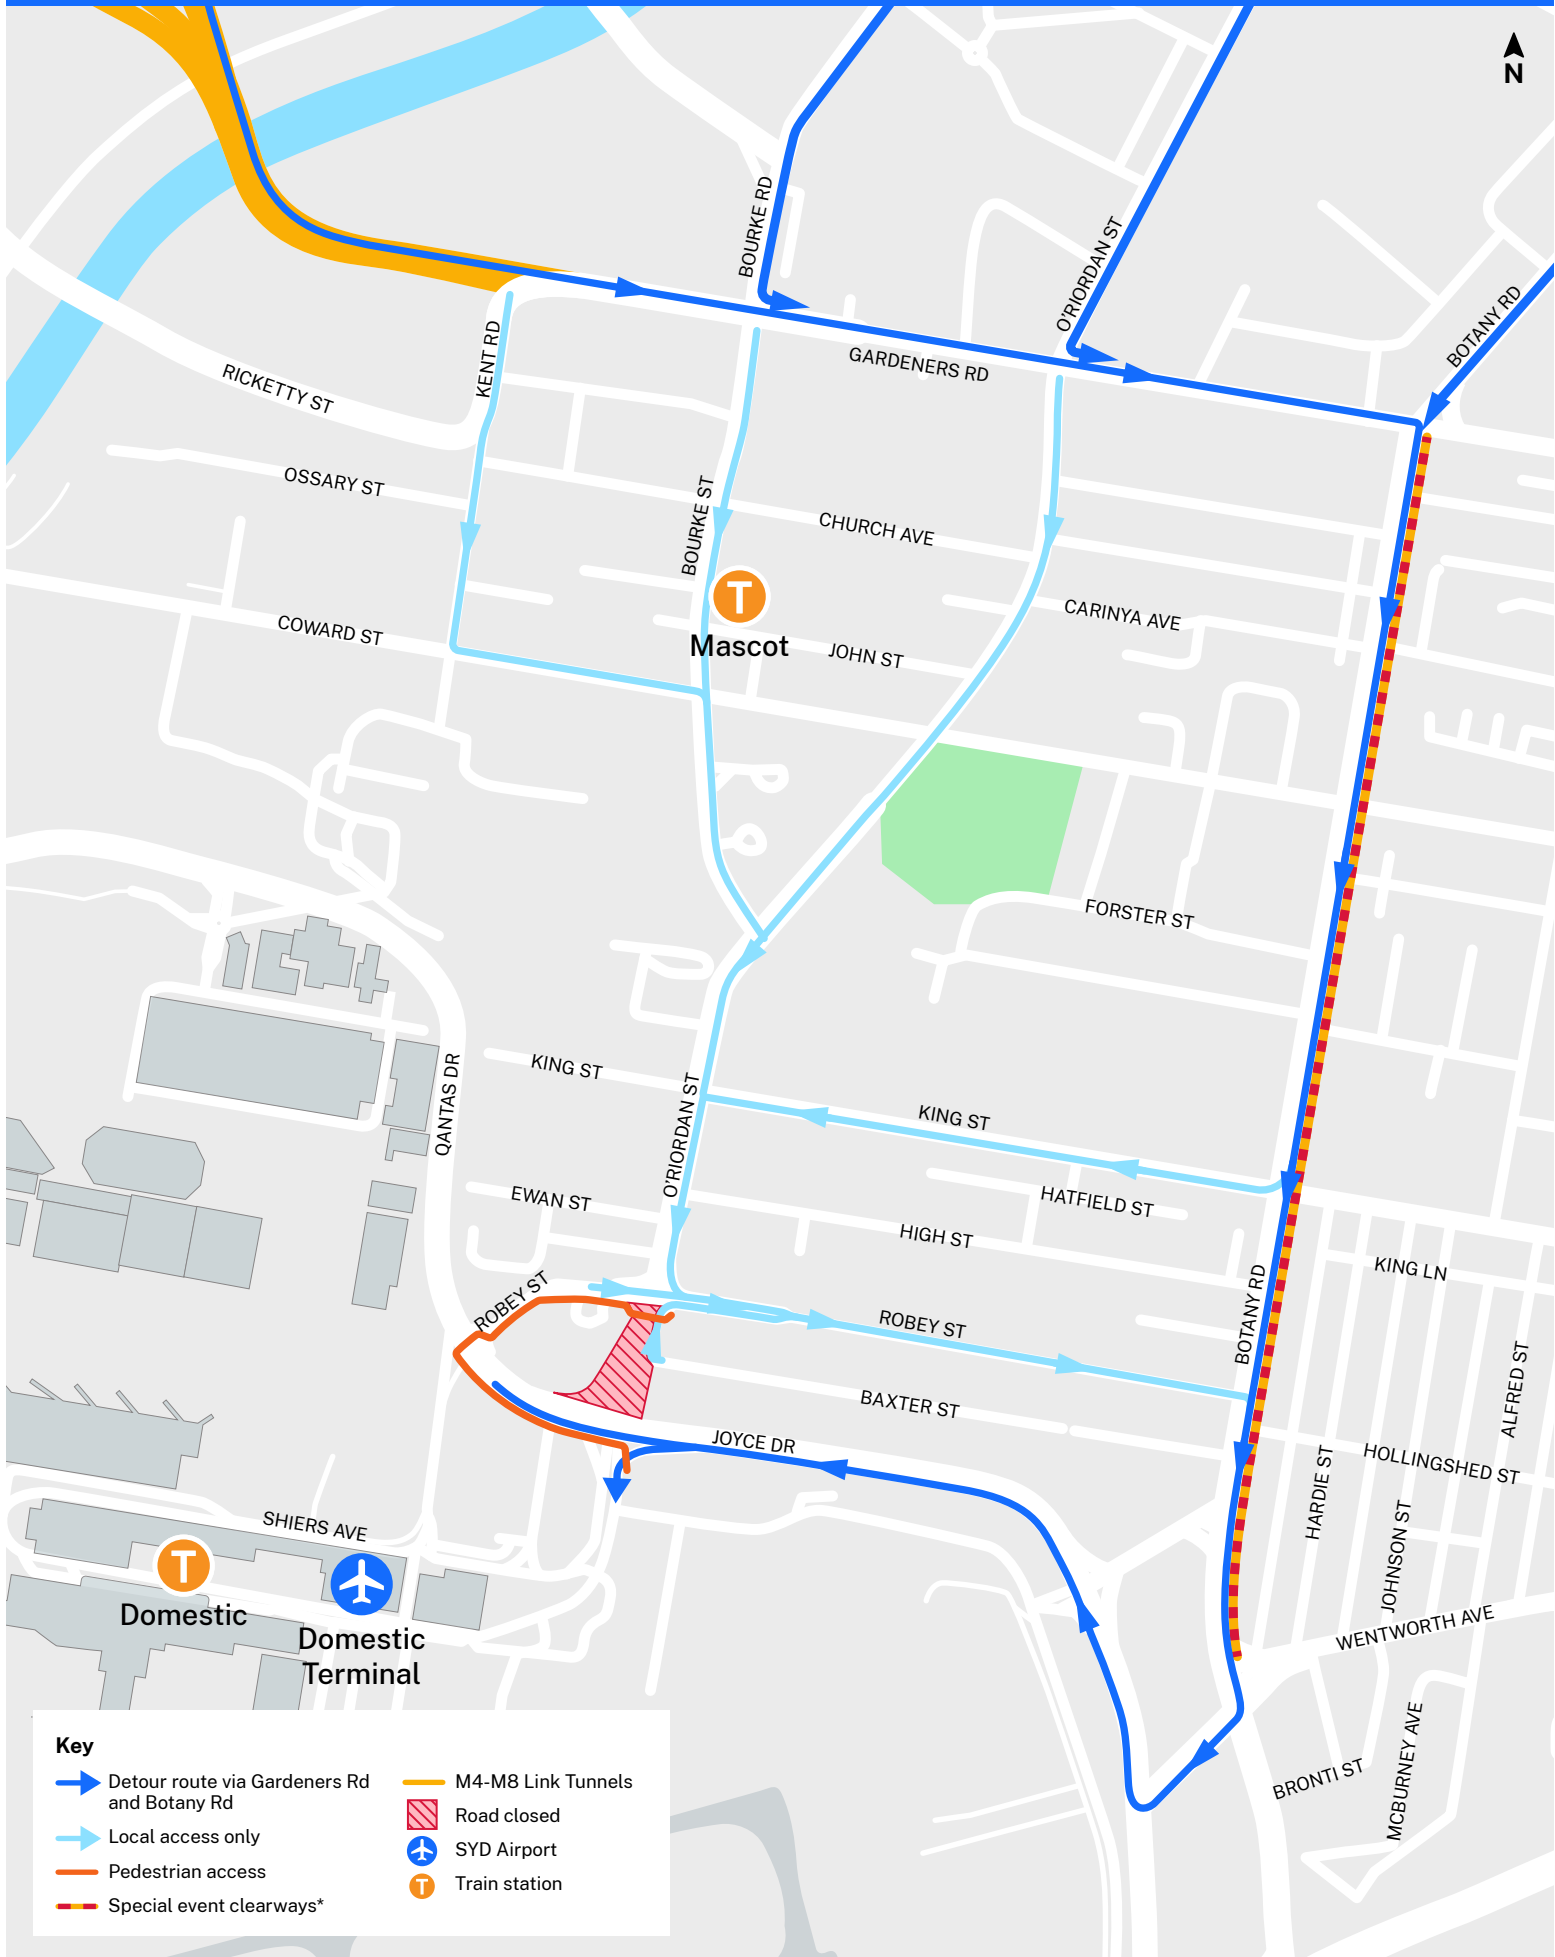 N
BOURKE RD
O'RIORDAN ST
BOTANY RD
KENT RD
GARDENERS RD
RICKETTY ST
OSSARY ST
BOURKE ST
CHURCH AVE
T
Mascot
CARINYA AVE
COWARD ST
JOHN ST
FORSTER ST
QANTAS DR
KING ST
O'RIORDAN ST
KING ST
EWAN ST
HATFIELD ST
HIGH ST
KING LN
ROBEY ST
ROBEY ST
BOTANY RD
BAXTER ST
ALFRED ST
JOYCE DR
HOLLINGSHED ST
HARDIE ST
SHIERS AVE
JOHNSON ST
T
Domestic
Domestic
Terminal
WENTWORTH AVE
BRONTI ST
MCBURNEY AVE
Key
Detour route via Gardeners Rd
and Botany Rd
Local access only
Pedestrian access
Special event clearways*
M4-M8 Link Tunnels
Road closed
SYD Airport
T
Train station